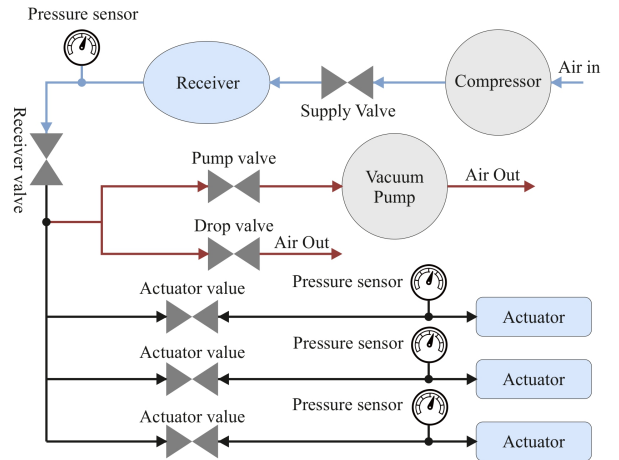 Pressure sensor
Receiver
Compressor
Air in
Supply Valve
Receiver valve
Pump valve
Vacuum
Pump
Air Out
Drop valve
Air Out
Actuator value
Pressure sensor
Actuator
Actuator value
Pressure sensor
Actuator
Actuator value
Pressure sensor
Actuator